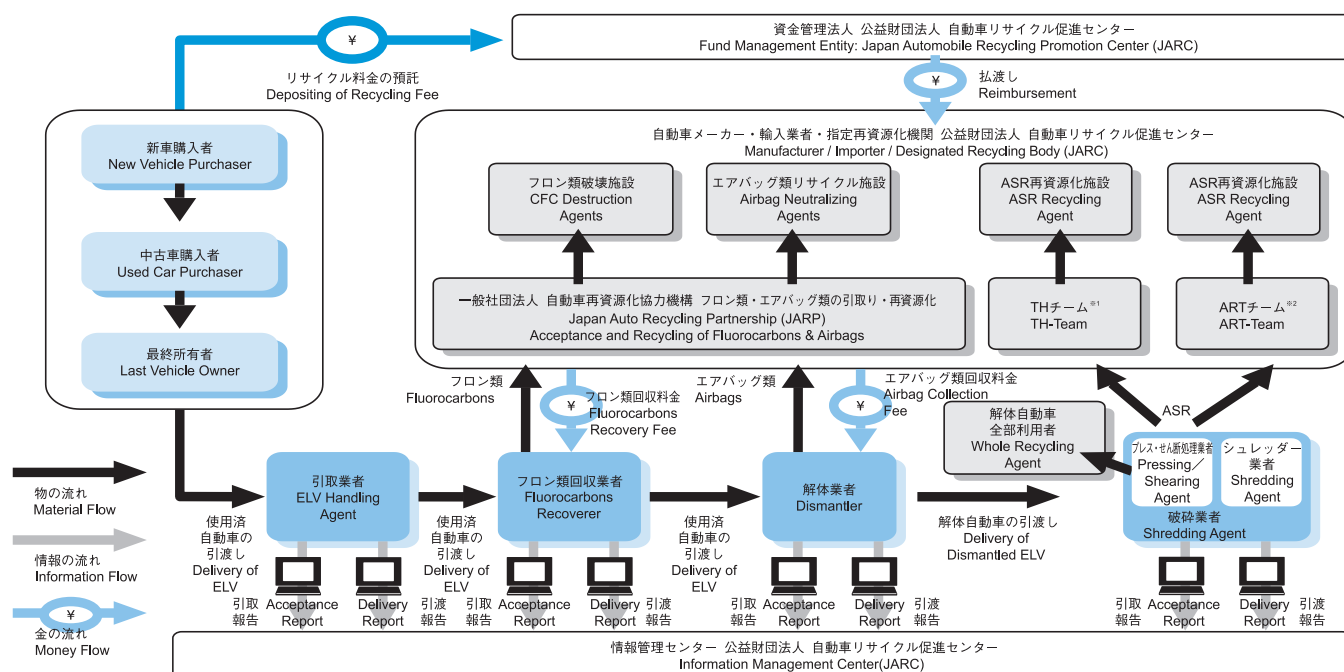 資金管理法人 公益財団法人 自動車リサイクル促進センター
Fund Management Entity: Japan Automobile Recycling Promotion Center (JARC)
¥
リサイクル料金の預託
Depositing of Recycling Fee
¥
払渡し
Reimbursement
新車購入者
New Vehicle Purchaser
中古車購入者
Used Car Purchaser
最終所有者
Last Vehicle Owner
自動車メーカー・輸入業者・指定再資源化機関 公益財団法人 自動車リサイクル促進センター
Manufacturer / Importer / Designated Recycling Body (JARC)
フロン類破壊施設
CFC Destruction
Agents
エアバッグ類リサイクル施設
Airbag Neutralizing
Agents
ASR再資源化施設
ASR Recycling
Agent
ASR再資源化施設
ASR Recycling
Agent
一般社団法人 自動車再資源化協力機構 フロン類・エアバッグ類の引取り・再資源化
Japan Auto Recycling Partnership (JARP)
Acceptance and Recycling of Fluorocarbons & Airbags
THチーム※1
TH-Team
ARTチーム※2
ART-Team
フロン類
Fluorocarbons
¥
フロン類回収料金
Fluorocarbons
Recovery Fee
エアバッグ類
Airbags
¥
エアバッグ類回収料金
Airbag Collection
Fee
ASR
解体自動車
全部利用者
Whole Recycling
Agent
プレス・せん断処理業者
Pressing／
Shearing
Agent
シュレッダー
業者
Shredding
Agent
破砕業者
Shredding Agent
引取業者
ELV Handling
Agent
フロン類回収業者
Fluorocarbons
Recoverer
解体業者
Dismantler
使用済
自動車の
引渡し
Delivery of
ELV
使用済
自動車の
引渡し
Delivery of
ELV
使用済
自動車の
引渡し
Delivery of
ELV
解体自動車の引渡し
Delivery of
Dismantled ELV
物の流れ
Material Flow
情報の流れ
Information Flow
¥
金の流れ
Money Flow
引取
報告
Acceptance
Report
Delivery
Report
引渡
報告
引取
報告
Acceptance
Report
Delivery
Report
引渡
報告
引取
報告
Acceptance
Report
Delivery
Report
引渡
報告
引取
報告
Acceptance
Report
Delivery
Report
引渡
報告
情報管理センター 公益財団法人 自動車リサイクル促進センター
Information Management Center(JARC)